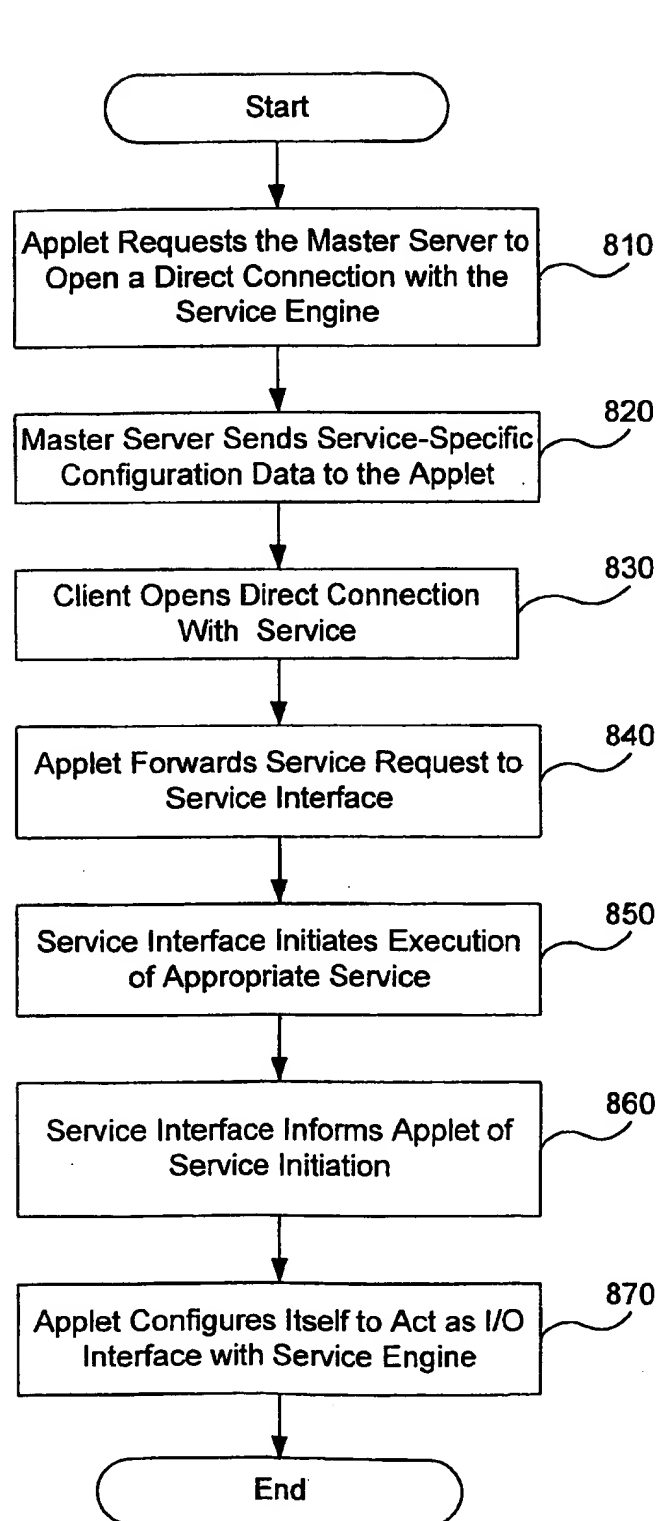 Start
Applet Requests the Master Server to
Open a Direct Connection with the
Service Engine
810
Master Server Sends Service-Specific
Configuration Data to the Applet
820
Client Opens Direct Connection
With Service
830
Applet Forwards Service Request to
Service Interface
840
Service Interface Initiates Execution
of Appropriate Service
850
Service Interface Informs Applet of
Service Initiation
860
Applet Configures Itself to Act as I/O
Interface with Service Engine
870
End